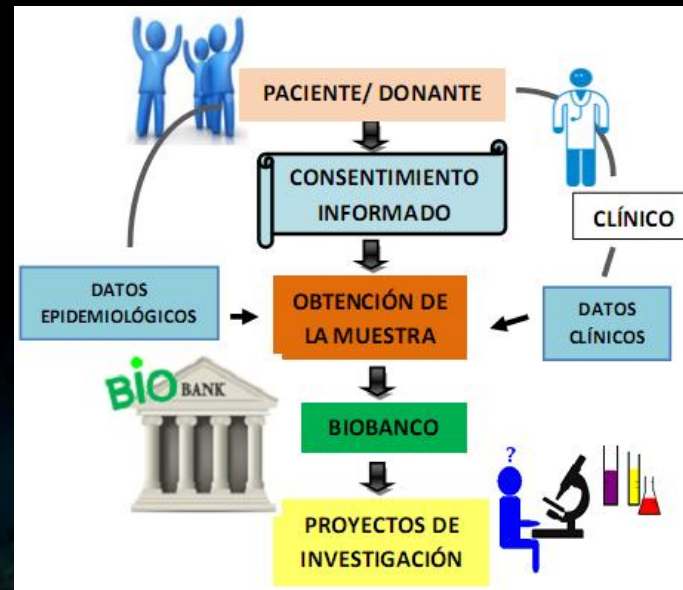 PACIENTE/ DONANTE
CONSENTIMIENTO
INFORMADO
CLÍNICO
DATOS
EPIDEMIOLÓGICOS
OBTENCIÓN DE
LA MUESTRA
DATOS
CLÍNICOS
BIO BANK
BIOBANCO
?
PROYECTOS DE
INVESTIGACIÓN